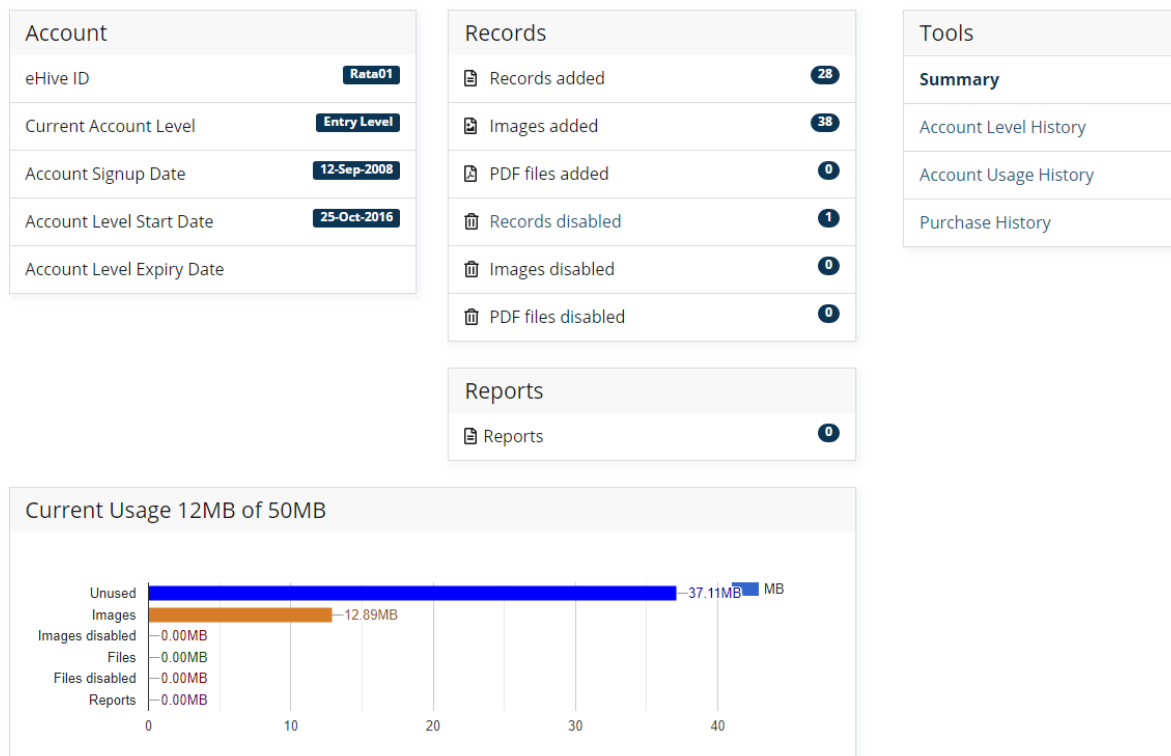 Account
eHive ID Rata01
Current Account Level Entry Level
Account Signup Date 12-Sep-2008
Account Level Start Date 25-Oct-2016
Account Level Expiry Date
Records
Records added 28
Images added 38
PDF files added 0
Records disabled 1
Images disabled 0
PDF files disabled 0
Reports
Reports 0
Tools
Summary
Account Level History
Account Usage History
Purchase History
Current Usage 12MB of 50MB
Unused 37.11MB MB
Images 12.89MB
Images disabled 0.00MB
Files 0.00MB
Files disabled 0.00MB
Reports 0.00MB
0 10 20 30 40